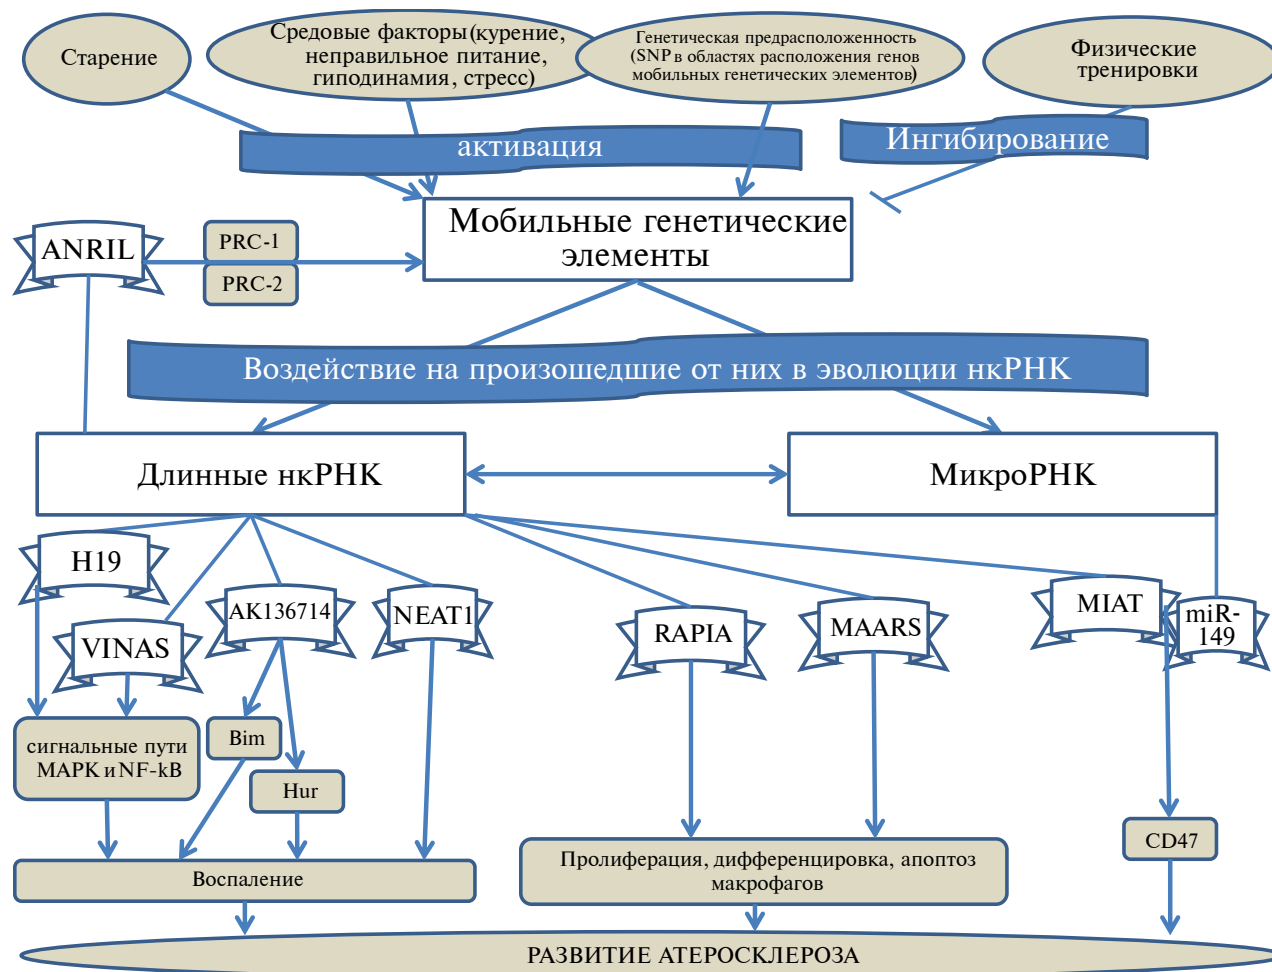 Старение
Средовые факторы (курение,
неправильное питание,
гиподинамия, стресс)
Генетическая предрасположенность
(SNP в областях расположения генов
мобильных генетических элементов)
Физические
тренировки
активация
Ингибирование
Мобильные генетические
элементы
ANRIL
PRC-1
PRC-2
Воздействие на произошедшие от них в эволюции нкРНК
Длинные нкРНК
МикроРНК
H19
VINAS
AK136714
NEAT1
RAPIA
MAARS
MIAT
miR-
149
сигнальные пути
MAPK и NF-kB
Bim
Hur
CD47
Воспаление
Пролиферация, дифференцировка, апоптоз
макрофагов
РАЗВИТИЕ АТЕРОСКЛЕРОЗА